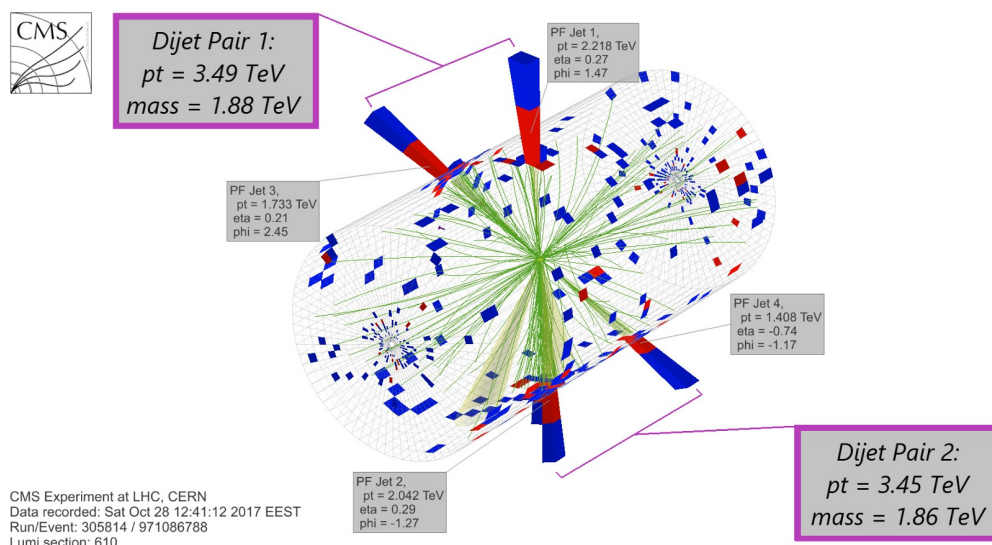 CMS
Dijet Pair 1:
pt = 3.49 TeV
mass = 1.88 TeV
PF Jet 1,
pt = 2.218 TeV
eta = 0.27
phi = 1.47
PF Jet 3,
pt = 1.733 TeV
eta = 0.21
phi = 2.45
PF Jet 4,
pt = 1.408 TeV
eta = -0.74
phi = -1.17
PF Jet 2,
pt = 2.042 TeV
eta = 0.29
phi = -1.27
Dijet Pair 2:
pt = 3.45 TeV
mass = 1.86 TeV
CMS Experiment at LHC, CERN
Data recorded: Sat Oct 28 12:41:12 2017 EEST
Run/Event: 305814 / 971086788
Lumi section: 610